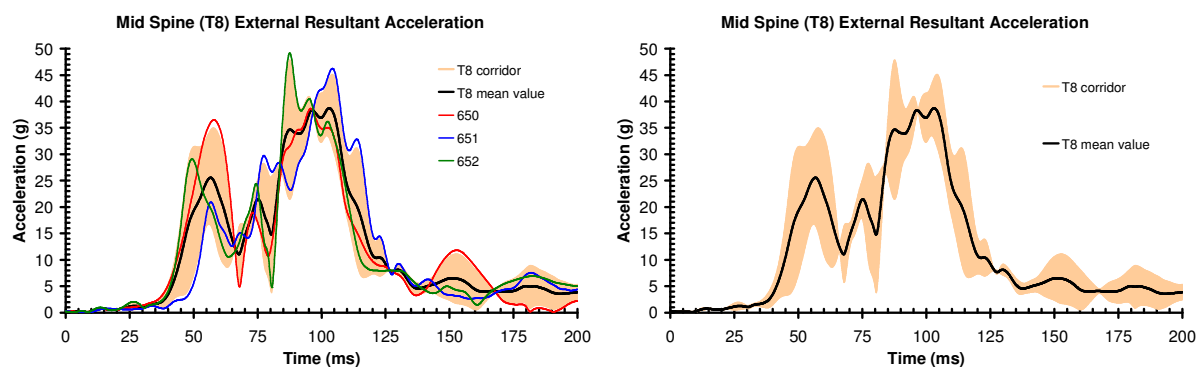 Mid Spine (T8) External Resultant Acceleration
Acceleration (g)
50
45
40
35
30
25
20
15
10
5
0
T8 corridor
T8 mean value
650
651
652
0 25 50 75 100 125 150 175 200
Time (ms)
Mid Spine (T8) External Resultant Acceleration
Acceleration (g)
50
45
40
35
30
25
20
15
10
5
0
T8 corridor
T8 mean value
0 25 50 75 100 125 150 175 200
Time (ms)